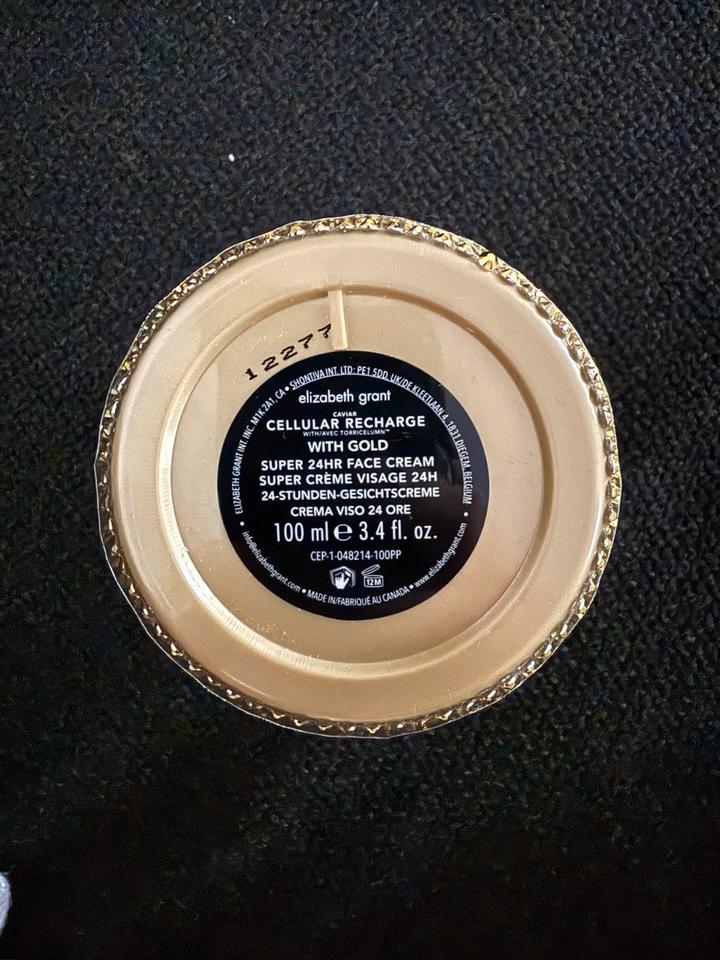 12277
ELIZABETH GRANT INT. INC. M1K 2A1, CA • SHONTIVA INT. LTD: PE1 5DD, UK/DE KLEETLAAN 4, 1831 DIEGEM, BELGIUM
elizabeth grant
CAVIAR
CELLULAR RECHARGE
WITH/AVEC TORRICELUMN™
WITH GOLD
SUPER 24HR FACE CREAM
SUPER CRÈME VISAGE 24H
24-STUNDEN-GESICHTSCREME
CREMA VISO 24 ORE
100 ml ℮ 3.4 fl. oz.
CEP-1-048214-100PP
12M
• info@elizabethgrant.com • MADE IN/FABRIQUÉ AU CANADA • www.elizabethgrant.com •